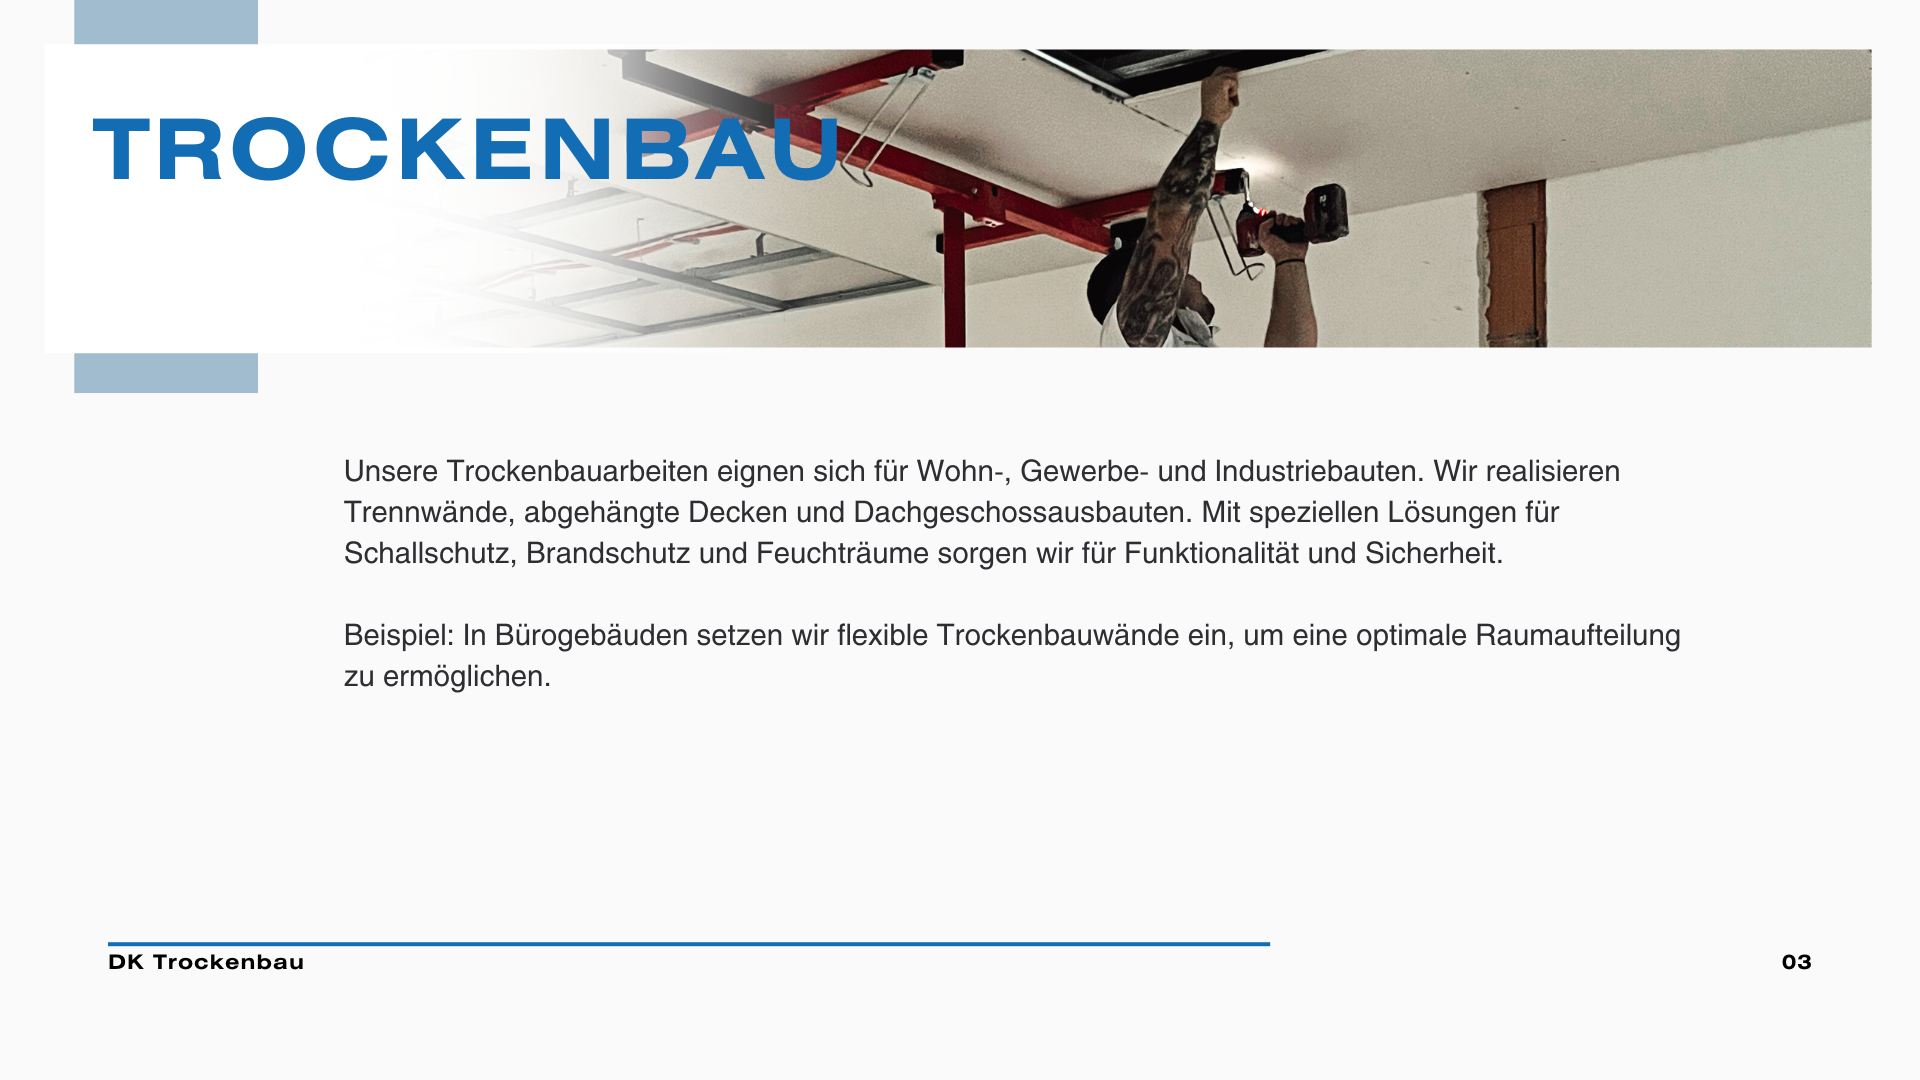 TROCKENBAU
Unsere Trockenbauarbeiten eignen sich für Wohn-, Gewerbe- und Industriebauten. Wir realisieren
Trennwände, abgehängte Decken und Dachgeschossausbauten. Mit speziellen Lösungen für
Schallschutz, Brandschutz und Feuchträume sorgen wir für Funktionalität und Sicherheit.
Beispiel: In Bürogebäuden setzen wir flexible Trockenbauwände ein, um eine optimale Raumaufteilung
zu ermöglichen.
DK Trockenbau
03